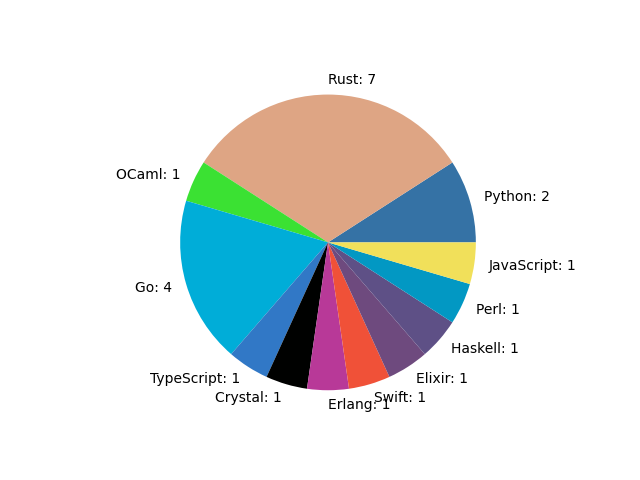 Rust: 7
OCaml: 1
Python: 2
JavaScript: 1
Go: 4
Perl: 1
Haskell: 1
TypeScript: 1
Elixir: 1
Crystal: 1
Swift: 1
Erlang: 1